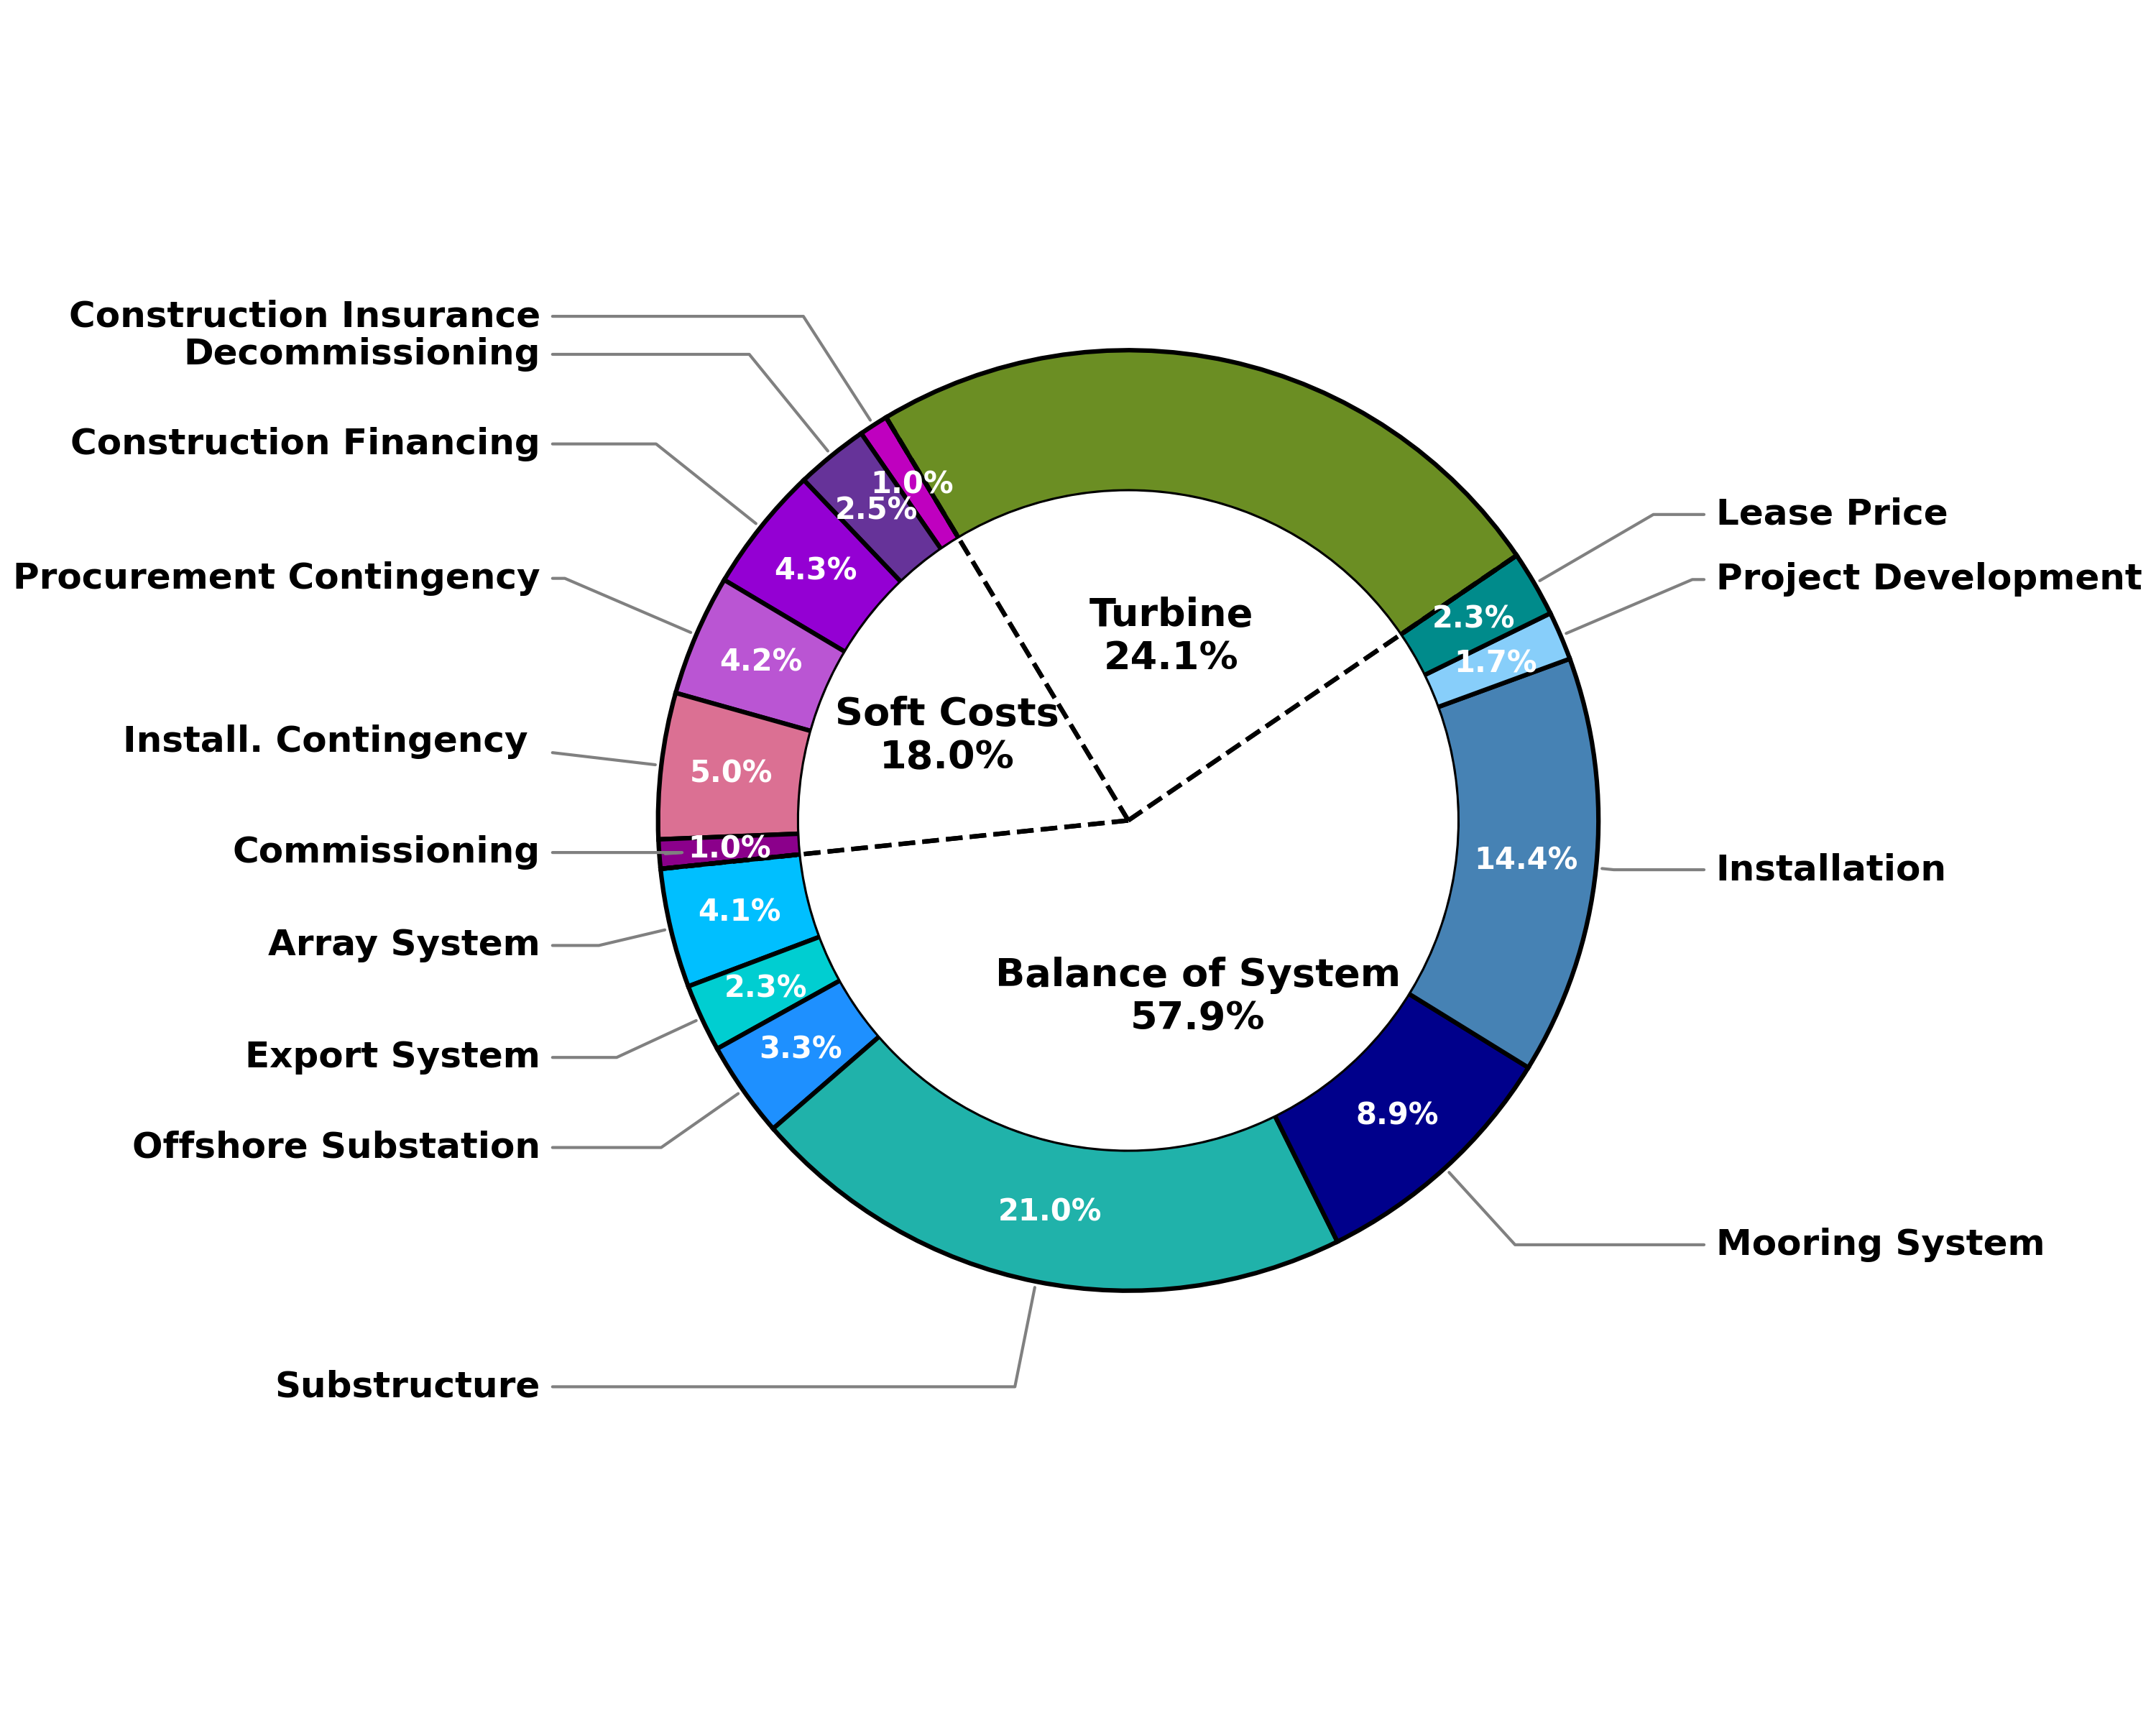 Construction Insurance
Decommissioning
Construction Financing
Procurement Contingency
Install. Contingency
Commissioning
Array System
Export System
Offshore Substation
Substructure
Lease Price
Project Development
Installation
Mooring System
1.0%
2.5%
4.3%
4.2%
5.0%
1.0%
4.1%
2.3%
3.3%
21.0%
8.9%
14.4%
1.7%
2.3%
Turbine
24.1%
Soft Costs
18.0%
Balance of System
57.9%